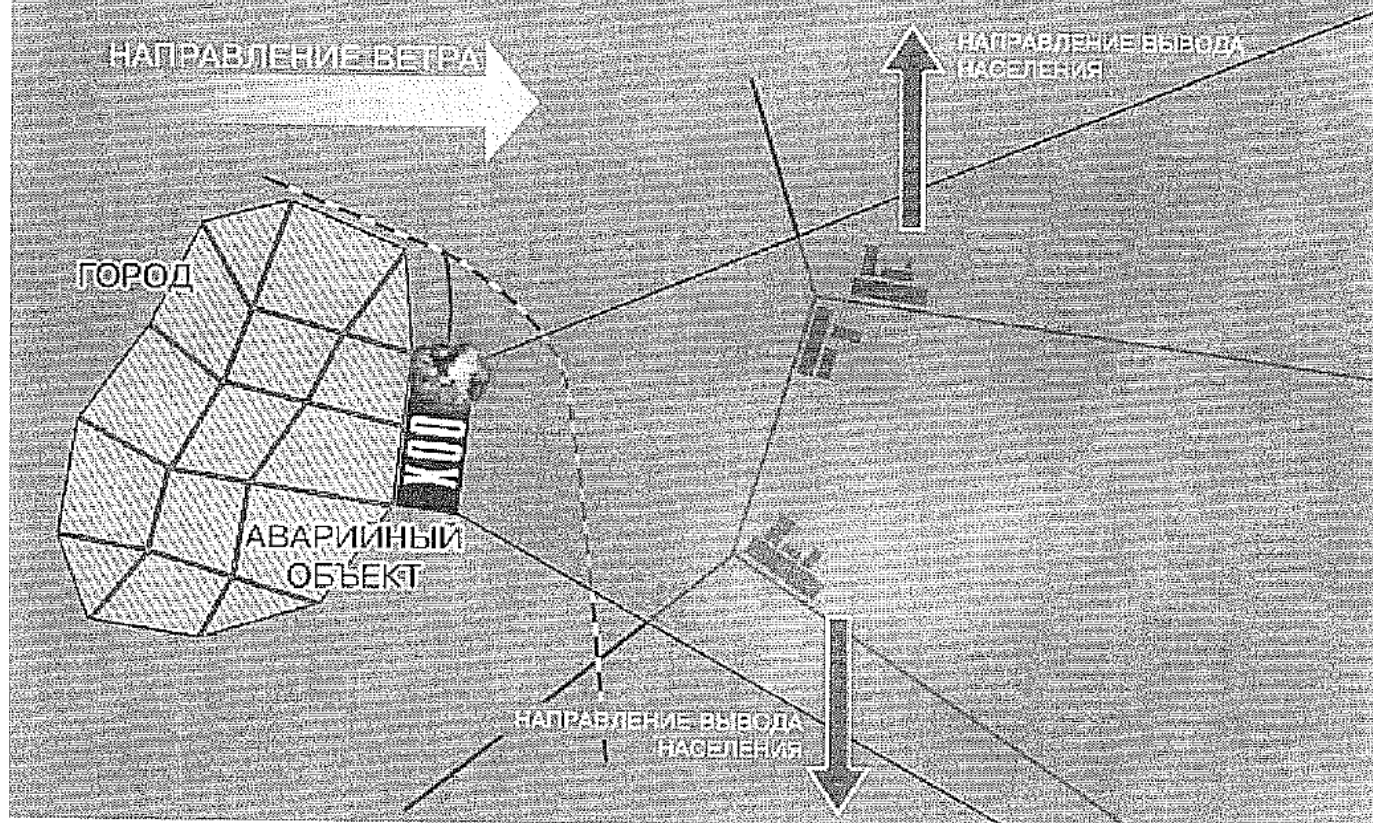 НАПРАВЛЕНИЕ ВЕТРА
НАПРАВЛЕНИЕ ВЫВОДА
НАСЕЛЕНИЯ
ГОРОД
ХОО
АВАРИЙНЫЙ
ОБЪЕКТ
НАПРАВЛЕНИЕ ВЫВОДА
НАСЕЛЕНИЯ